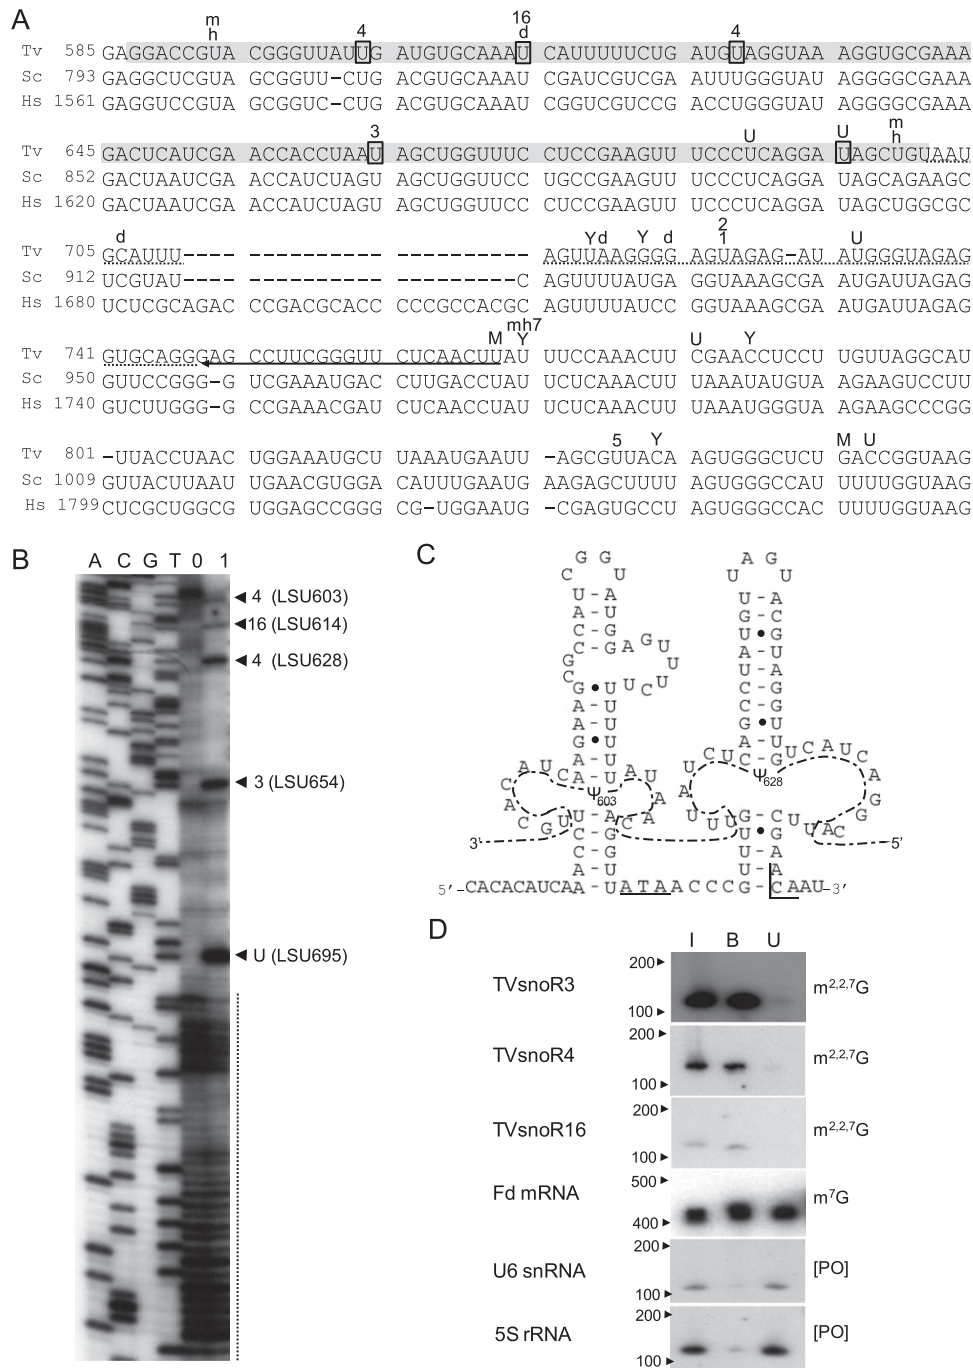 A
m 16
h 4 d 4
Tv 585 GAGGACCGUA CGGGUUAUUG AUGUGCAAAU CAUUUUUCUG AUGUAGGUAA AGGUGCGAAA
Sc 793 GAGGCUCGUA GCGGUU–CUG ACGUGCAAAU CGAUCGUCGA AUUUGGGUAU AGGGGCGAAA
Hs 1561 GAGGUCCGUA GCGGUC–CUG ACGUGCAAAU CGGUCGUCCG ACCUGGGUAU AGGGGCGAAA
m
3 U U h
Tv 645 GACUCAUCGA ACCACCUAAU AGCUGGUUUC CUCCGAAGUU UCCCUCAGGA UAGCUGUAAU
Sc 852 GACUAAUCGA ACCAUCUAGU AGCUGGUUCC UGCCGAAGUU UCCCUCAGGA UAGCAGAAGC
Hs 1620 GACUAAUCGA ACCAUCUAGU AGCUGGUUCC CUCCGAAGUU UCCCUCAGGA UAGCUGGCGC
2
d Yd Y d 1 U
Tv 705 GCAUUU–––– –––––––––– –––––––––– AGUUAAGGGG AGUAGAG–AU AUGGGUAGAG
Sc 912 UCGUAU–––– –––––––––– –––––––––C AGUUUUAUGA GGUAAAGCGA AUGAUUAGAG
Hs 1680 UCUCGCAGAC CCGACGCACC CCCGCCACGC AGUUUUAUCC GGUAAAGCGA AUGAUUAGAG
mh7
M Y U Y
Tv 741 GUGCAGGGAG CCUUCGGGUU CUCAACUUAU UUCCAAACUU CGAACCUCCU UGUUAGGCAU
Sc 950 GUUCCGGG–G UCGAAAUGAC CUUGACCUAU UCUCAAACUU UAAAUAUGUA AGAAGUCCUU
Hs 1740 GUCUUGGG–G CCGAAACGAU CUCAACCUAU UCUCAAACUU UAAAUGGGUA AGAAGCCCGG
5 Y M U
Tv 801 –UUACCUAAC UGGAAAUGCU UAAAUGAAUU –AGCGUUACA AGUGGGCUCU GACCGGUAAG
Sc 1009 GUUACUUAAU UGAACGUGGA CAUUUGAAUG AAGAGCUUUU AGUGGGCCAU UUUUGGUAAG
Hs 1799 CUCGCUGGCG UGGAGCCGGG CG–UGGAAUG –CGAGUGCCU AGUGGGCCAC UUUUGGUAAG
B
A C G T 0 1
4 (LSU603)
16 (LSU614)
4 (LSU628)
3 (LSU654)
U (LSU695)
C
Ψ603
Ψ628
3' 5'
5'–CACACAUCAA A–U UAUAACCCG–CAAU–3'
D
I B U
TVsnoR3 200 100 m2,2,7G
TVsnoR4 200 100 m2,2,7G
TVsnoR16 200 100 m2,2,7G
Fd mRNA 500 400 m7G
U6 snRNA 200 100 [PO]
5S rRNA 200 100 [PO]